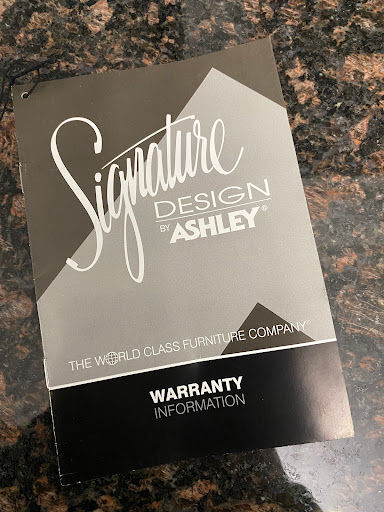 Signature
DESIGN
BY ASHLEY®
THE WORLD CLASS FURNITURE COMPANY®
WARRANTY
INFORMATION